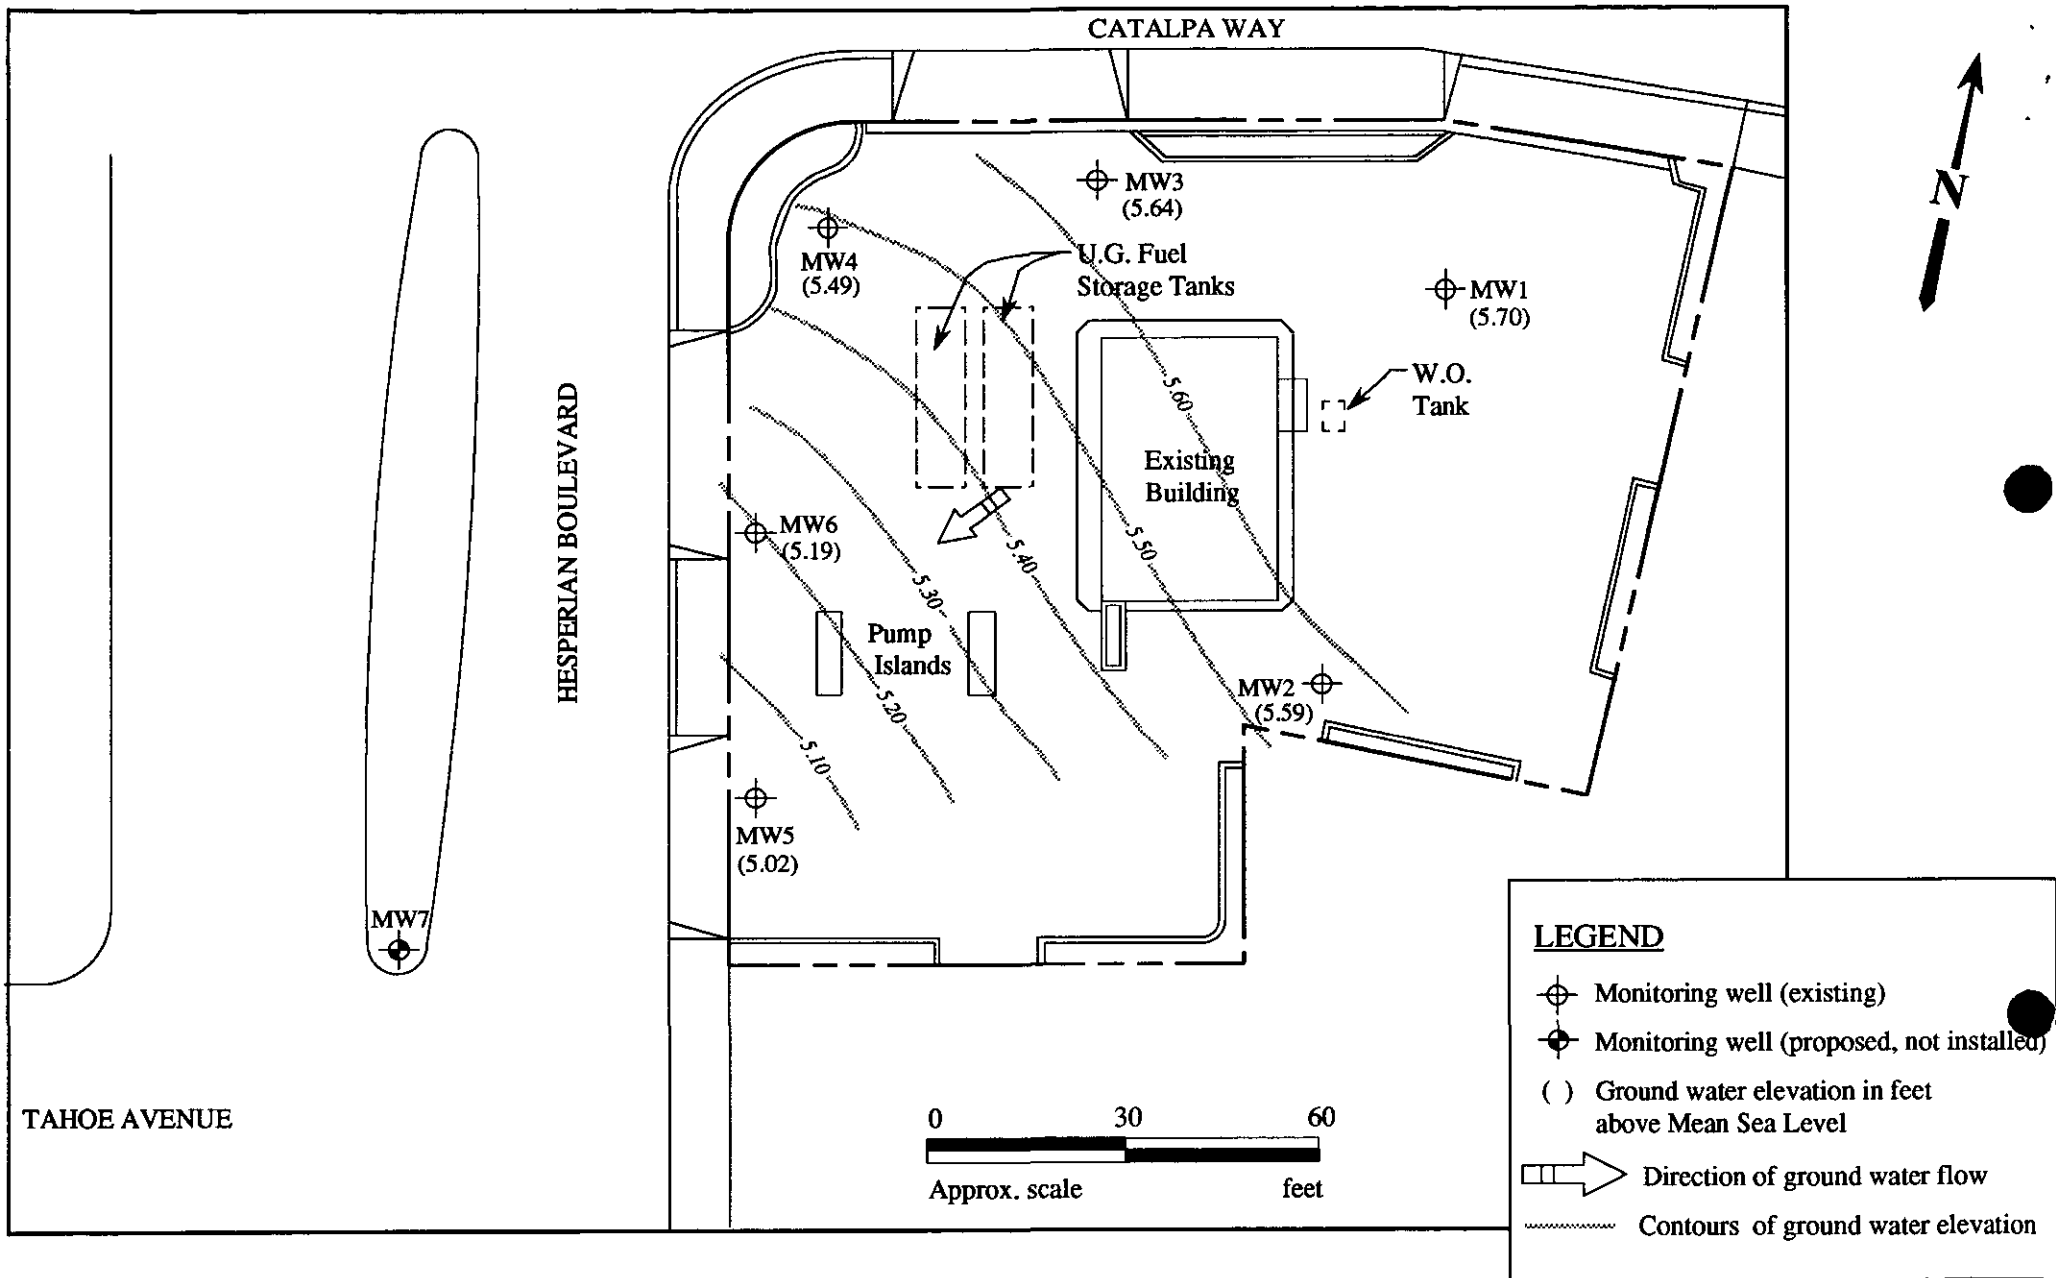 CATALPA WAY
N
MW3
(5.64)
MW4
(5.49)
U.G. Fuel
Storage Tanks
MW1
(5.70)
W.O.
Tank
5.60
HESPERIAN BOULEVARD
Existing
Building
MW6
(5.19)
5.50
5.40
5.30
Pump
Islands
MW2
(5.59)
5.20
5.10
MW5
(5.02)
MW7
LEGEND
Monitoring well (existing)
Monitoring well (proposed, not installed)
( ) Ground water elevation in feet
above Mean Sea Level
Direction of ground water flow
Contours of ground water elevation
TAHOE AVENUE
0 30 60
Approx. scale feet